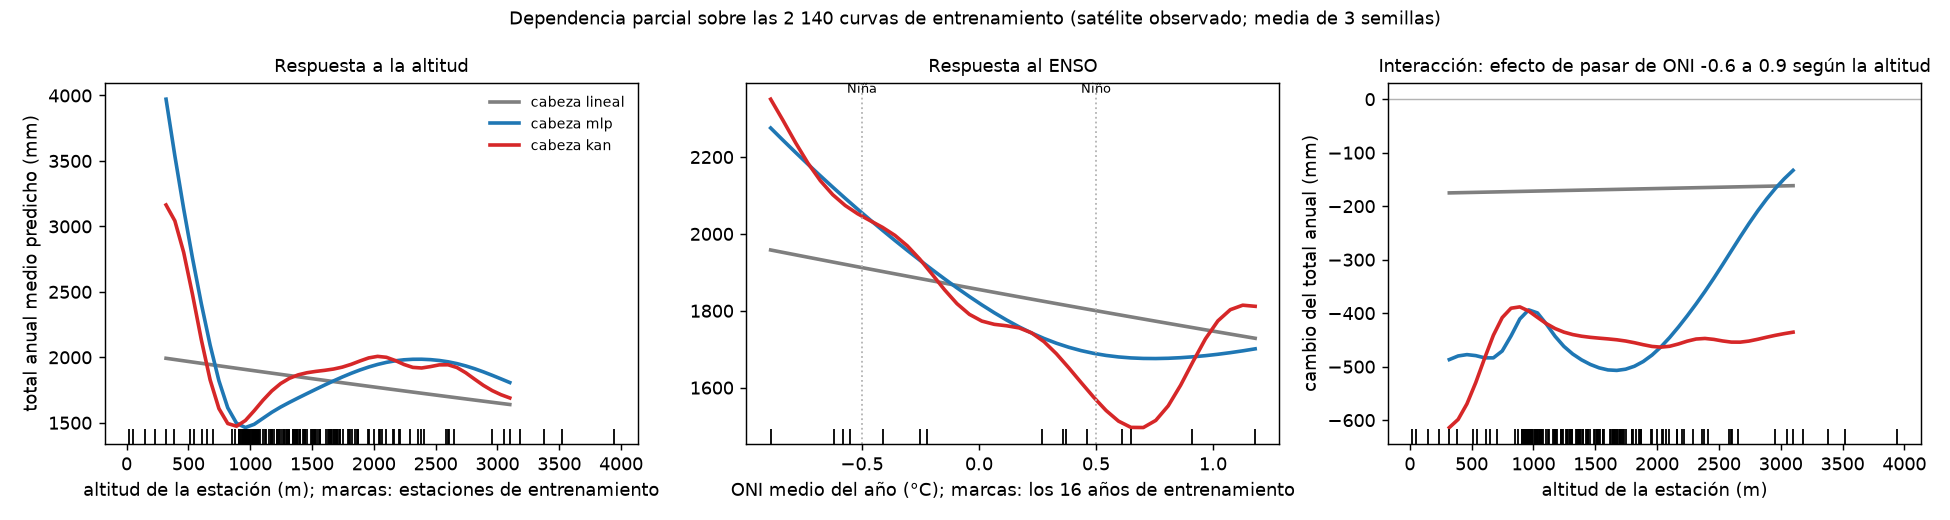 Dependencia parcial sobre las 2 140 curvas de entrenamiento (satélite observado; media de 3 semillas)
Respuesta a la altitud
total anual medio predicho (mm)
4000
3500
3000
2500
2000
1500
cabeza lineal
cabeza mlp
cabeza kan
0 500 1000 1500 2000 2500 3000 3500 4000
altitud de la estación (m); marcas: estaciones de entrenamiento
Respuesta al ENSO
Niña Niño
2200
2000
1800
1600
−0.5 0.0 0.5 1.0
ONI medio del año (°C); marcas: los 16 años de entrenamiento
Interacción: efecto de pasar de ONI -0.6 a 0.9 según la altitud
cambio del total anual (mm)
0
−100
−200
−300
−400
−500
−600
0 500 1000 1500 2000 2500 3000 3500 4000
altitud de la estación (m)